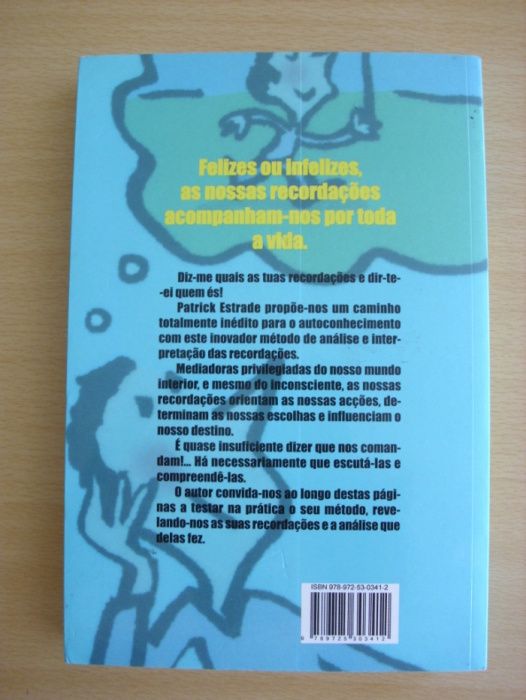 Felizes ou infelizes,
as nossas recordações
acompanham-nos por toda
a vida.
Diz-me quais as tuas recordações e dir-te-
-ei quem és!
Patrick Estrade propõe-nos um caminho
totalmente inédito para o autoconhecimento
com este inovador método de análise e inter-
pretação das recordações.
Mediadoras privilegiadas do nosso mundo
interior, e mesmo do inconsciente, as nossas
recordações orientam as nossas acções, de-
terminam as nossas escolhas e influenciam o
nosso destino.
É quase insuficiente dizer que nos coman-
dam!... Há necessariamente que escutá-las e
compreendê-las.
O autor convida-nos ao longo destas pági-
nas a testar na prática o seu método, reve-
lando-nos as suas recordações e a análise que
delas fez.
ISBN 978-972-53-0341-2
9 789725 303412